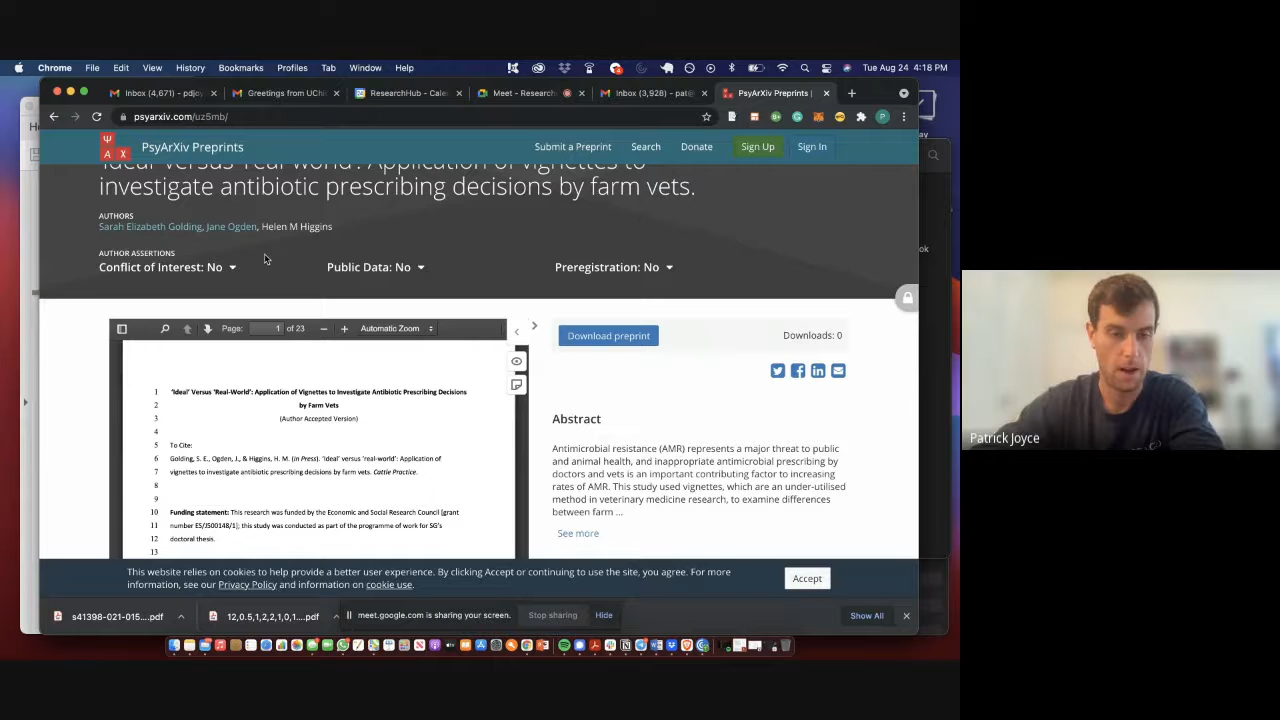 Chrome File Edit View History Bookmarks Profiles Tab Window Help Tue Aug 24 4:18 PM
Inbox (4,671) - pdjoy Greetings from UChi ResearchHub - Cale Meet - Research Inbox (3,928) - pat@ PsyArXiv Preprints |
psyarxiv.com/uz5mb/
P
Ψ
A X
PsyArXiv Preprints Submit a Preprint Search Donate Sign Up Sign In
'Ideal' versus 'real-world': Application of vignettes to
investigate antibiotic prescribing decisions by farm vets.
AUTHORS
Sarah Elizabeth Golding, Jane Ogden, Helen M Higgins
AUTHOR ASSERTIONS
Conflict of Interest: No Public Data: No Preregistration: No
Page: 1 of 23 Automatic Zoom
1 'Ideal' Versus 'Real-World': Application of Vignettes to Investigate Antibiotic Prescribing Decisions
2 by Farm Vets
3 (Author Accepted Version)
4
5 To Cite:
6 Golding, S. E., Ogden, J., & Higgins, H. M. (In Press). 'Ideal' versus 'real-world': Application of
7 vignettes to investigate antibiotic prescribing decisions by farm vets. Cattle Practice.
8
9
10 Funding statement: This research was funded by the Economic and Social Research Council [grant
11 number ES/J500148/1]; this study was conducted as part of the programme of work for SG's
12 doctoral thesis.
13
Download preprint Downloads: 0
Abstract
Antimicrobial resistance (AMR) represents a major threat to public
and animal health, and inappropriate antimicrobial prescribing by
doctors and vets is an important contributing factor to increasing
rates of AMR. This study used vignettes, which are an under-utilised
method in veterinary medicine research, to examine differences
between farm ...
See more
This website relies on cookies to help provide a better user experience. By clicking Accept or continuing to use the site, you agree. For more
information, see our Privacy Policy and information on cookie use.
Accept
s41398-021-015....pdf 12,0.5,1,2,2,1,0,1....pdf meet.google.com is sharing your screen. Stop sharing Hide Show All
Patrick Joyce